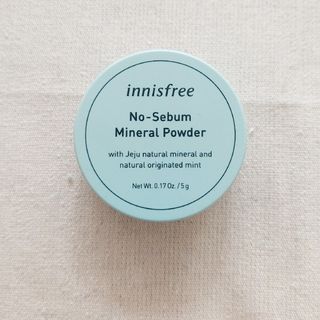 innisfree
No-Sebum
Mineral Powder
with Jeju natural mineral and
natural originated mint
Net Wt. 0.17 Oz. / 5 g